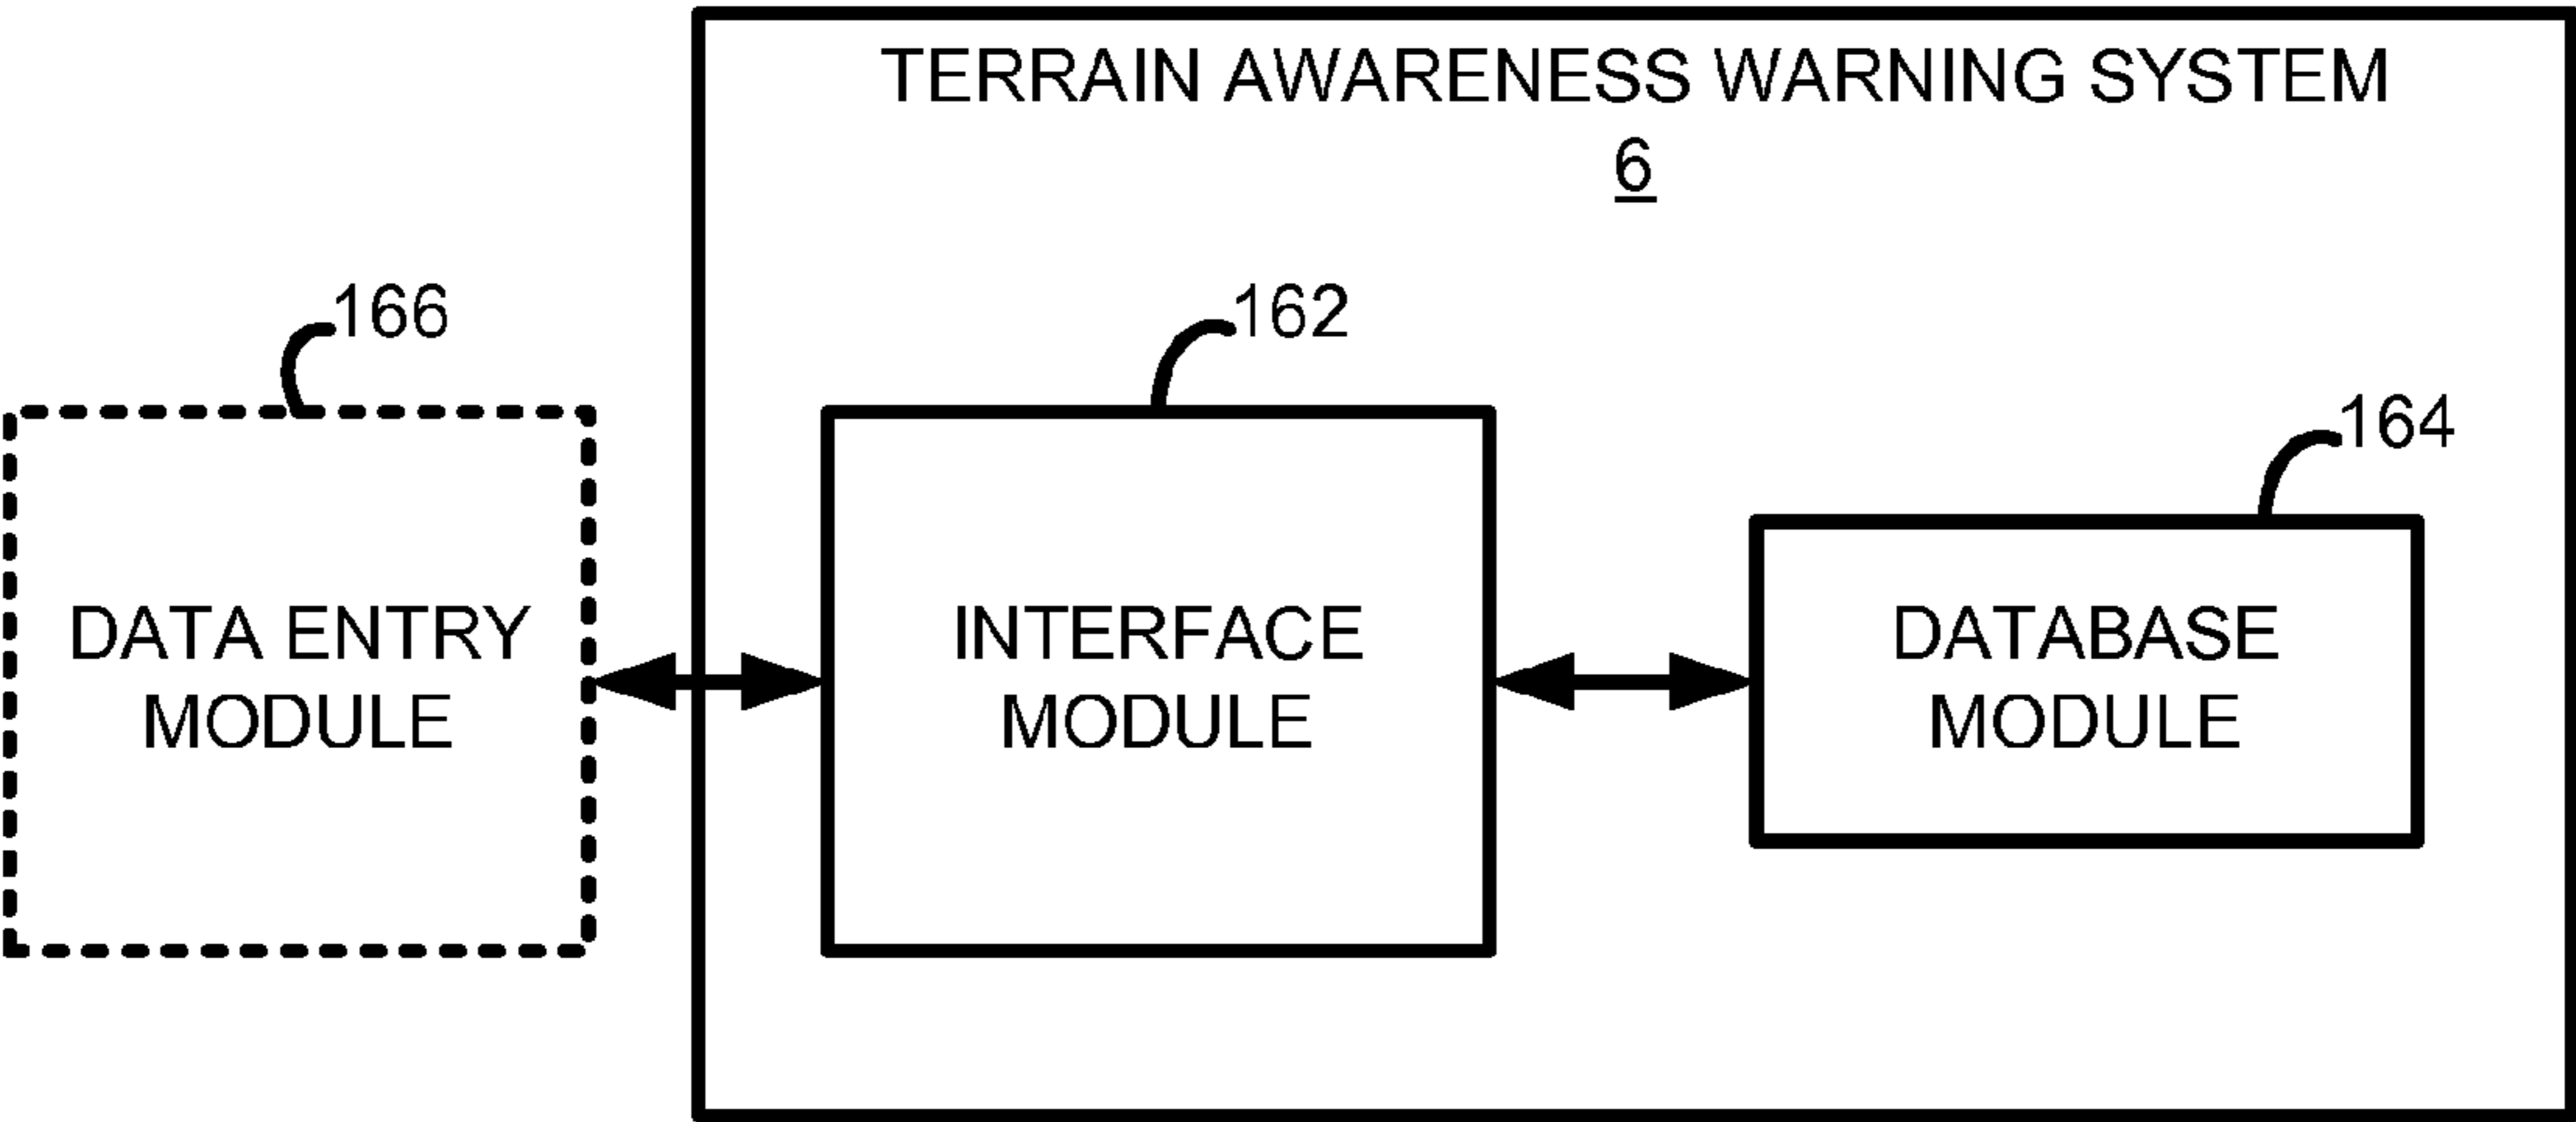 TERRAIN AWARENESS WARNING SYSTEM
6
166
162
164
DATA ENTRY
MODULE
INTERFACE
MODULE
DATABASE
MODULE